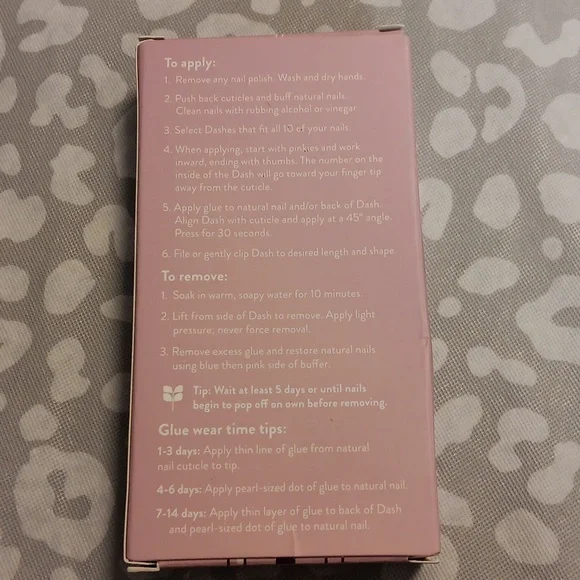 To apply:
1. Remove any nail polish. Wash and dry hands.
2. Push back cuticles and buff natural nails.
Clean nails with rubbing alcohol or vinegar
3. Select Dashes that fit all 10 of your nails
4. When applying, start with pinkies and work
inward, ending with thumbs. The number on the
inside of the Dash will go toward your finger tip
away from the cuticle.
5. Apply glue to natural nail and/or back of Dash.
Align Dash with cuticle and apply at a 45° angle.
Press for 30 seconds.
6. File or gently clip Dash to desired length and shape.
To remove:
1. Soak in warm, soapy water for 10 minutes
2. Lift from side of Dash to remove. Apply light
pressure; never force removal.
3. Remove excess glue and restore natural nails
using blue then pink side of buffer.
Tip: Wait at least 5 days or until nails
begin to pop off on own before removing.
Glue wear time tips:
1-3 days: Apply thin line of glue from natural
nail cuticle to tip.
4-6 days: Apply pearl-sized dot of glue to natural nail.
7-14 days: Apply thin layer of glue to back of Dash
and pearl-sized dot of glue to natural nail.